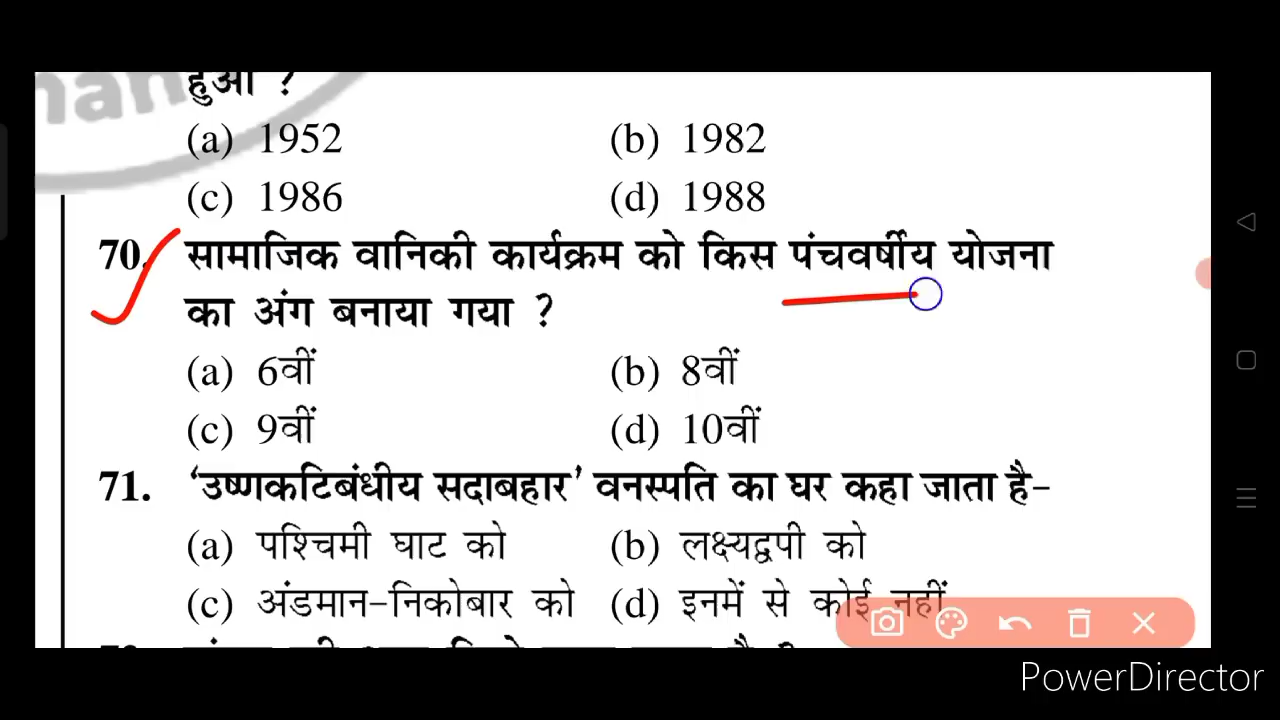 हुआ ?
(a) 1952 (b) 1982
(c) 1986 (d) 1988
70. सामाजिक वानिकी कार्यक्रम को किस पंचवर्षीय योजना
का अंग बनाया गया ?
(a) 6वीं (b) 8वीं
(c) 9वीं (d) 10वीं
71. ‘उष्णकटिबंधीय सदाबहार’ वनस्पति का घर कहा जाता है-
(a) पश्चिमी घाट को (b) लक्ष्यद्वपी को
(c) अंडमान-निकोबार को (d) इनमें से कोई नहीं
PowerDirector